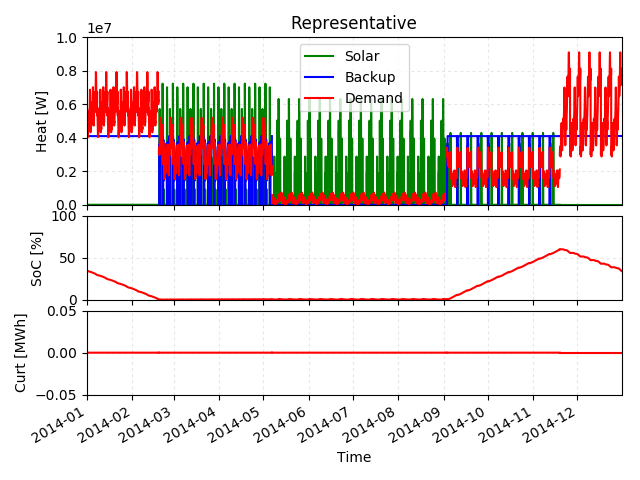 Representative
1e7
Heat [W]
1.0
0.8
0.6
0.4
0.2
0.0
Solar
Backup
Demand
SoC [%]
100
50
0
Curt [MWh]
0.05
0.00
−0.05
2014-01
2014-02
2014-03
2014-04
2014-05
2014-06
2014-07
2014-08
2014-09
2014-10
2014-11
2014-12
Time